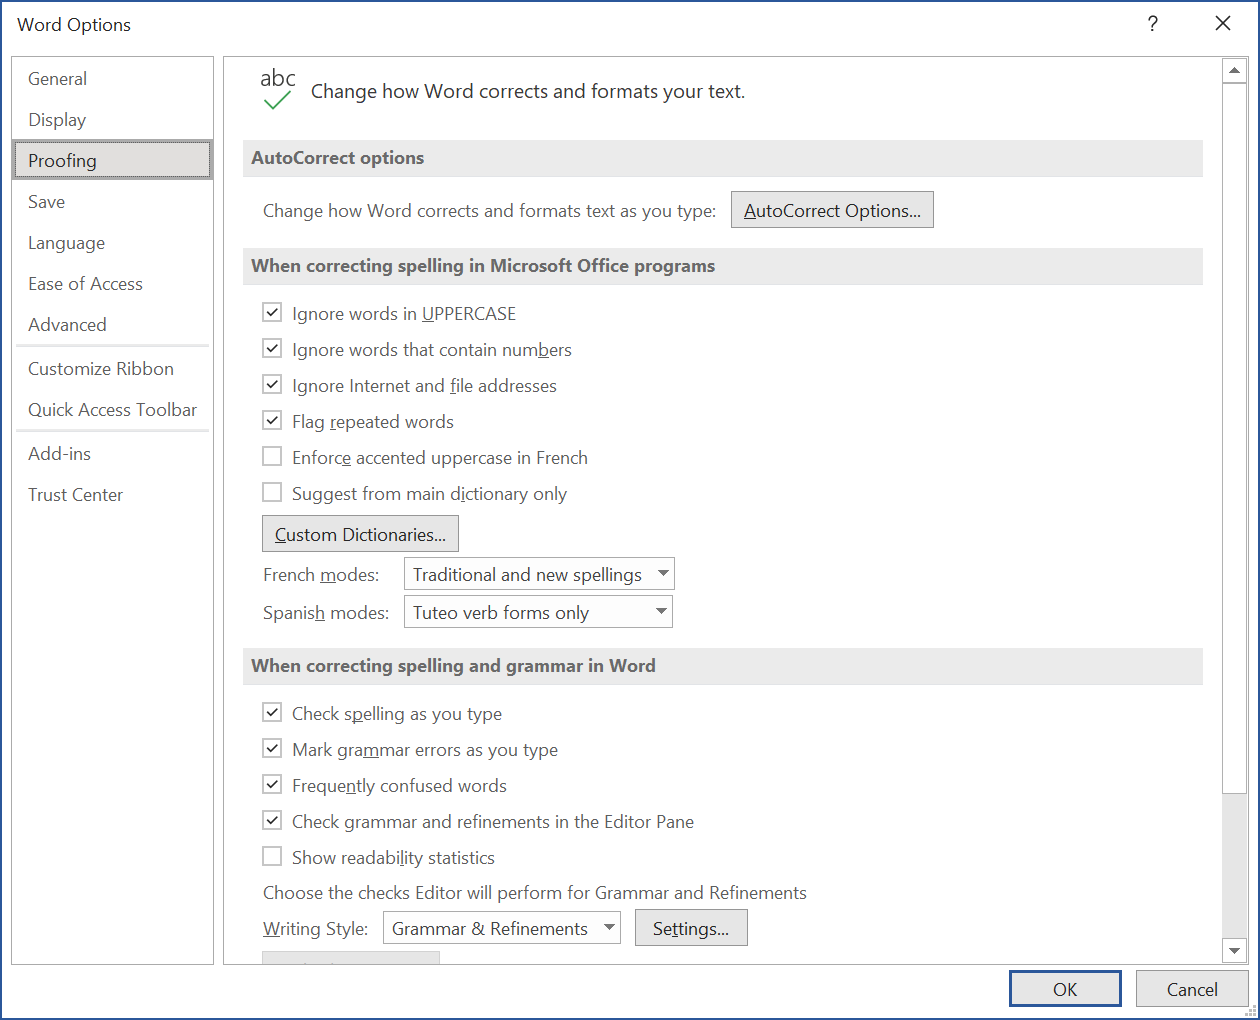 Word Options
?
General
Display
Proofing
Save
Language
Ease of Access
Advanced
Customize Ribbon
Quick Access Toolbar
Add-ins
Trust Center
abc
Change how Word corrects and formats your text.
AutoCorrect options
Change how Word corrects and formats text as you type: AutoCorrect Options...
When correcting spelling in Microsoft Office programs
Ignore words in UPPERCASE
Ignore words that contain numbers
Ignore Internet and file addresses
Flag repeated words
Enforce accented uppercase in French
Suggest from main dictionary only
Custom Dictionaries...
French modes: Traditional and new spellings
Spanish modes: Tuteo verb forms only
When correcting spelling and grammar in Word
Check spelling as you type
Mark grammar errors as you type
Frequently confused words
Check grammar and refinements in the Editor Pane
Show readability statistics
Choose the checks Editor will perform for Grammar and Refinements
Writing Style: Grammar & Refinements Settings...
OK Cancel